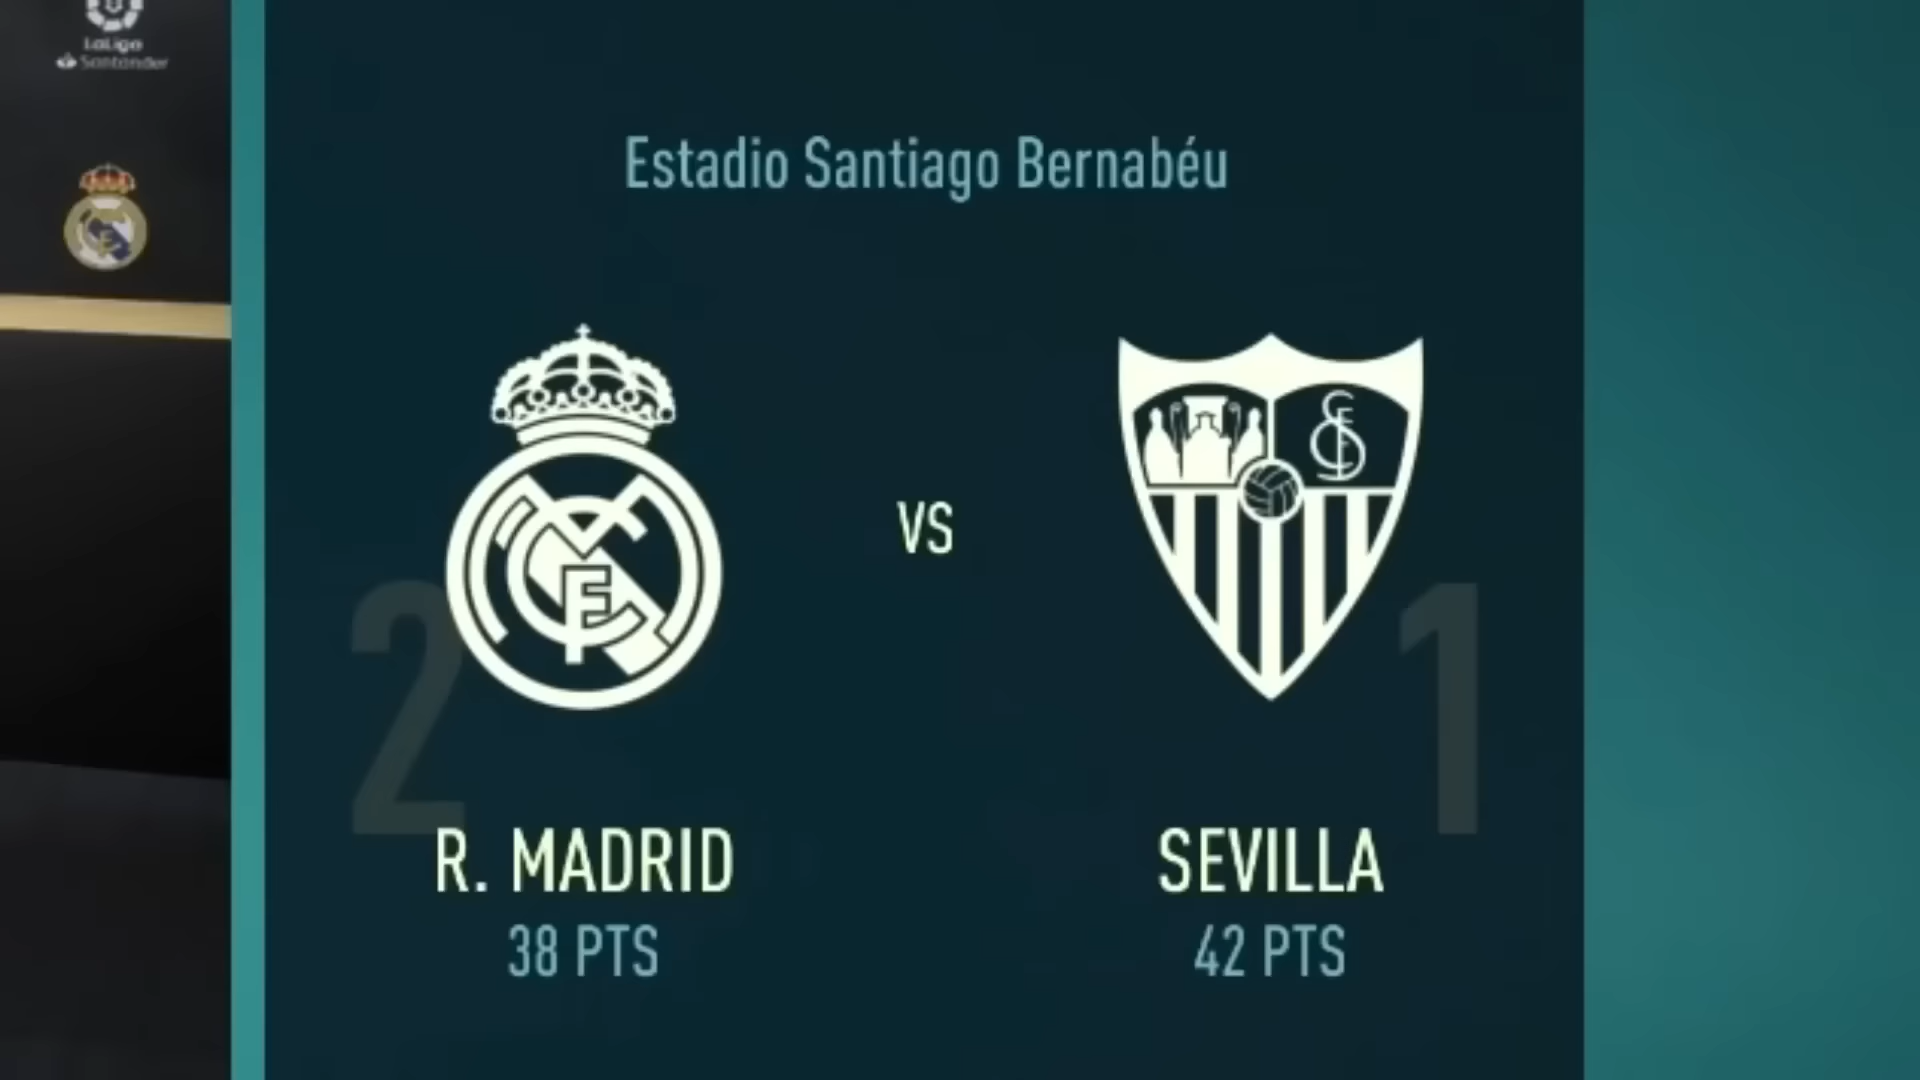 LaLiga
Santander
Estadio Santiago Bernabéu
VS
2
1
R. MADRID
SEVILLA
38 PTS
42 PTS